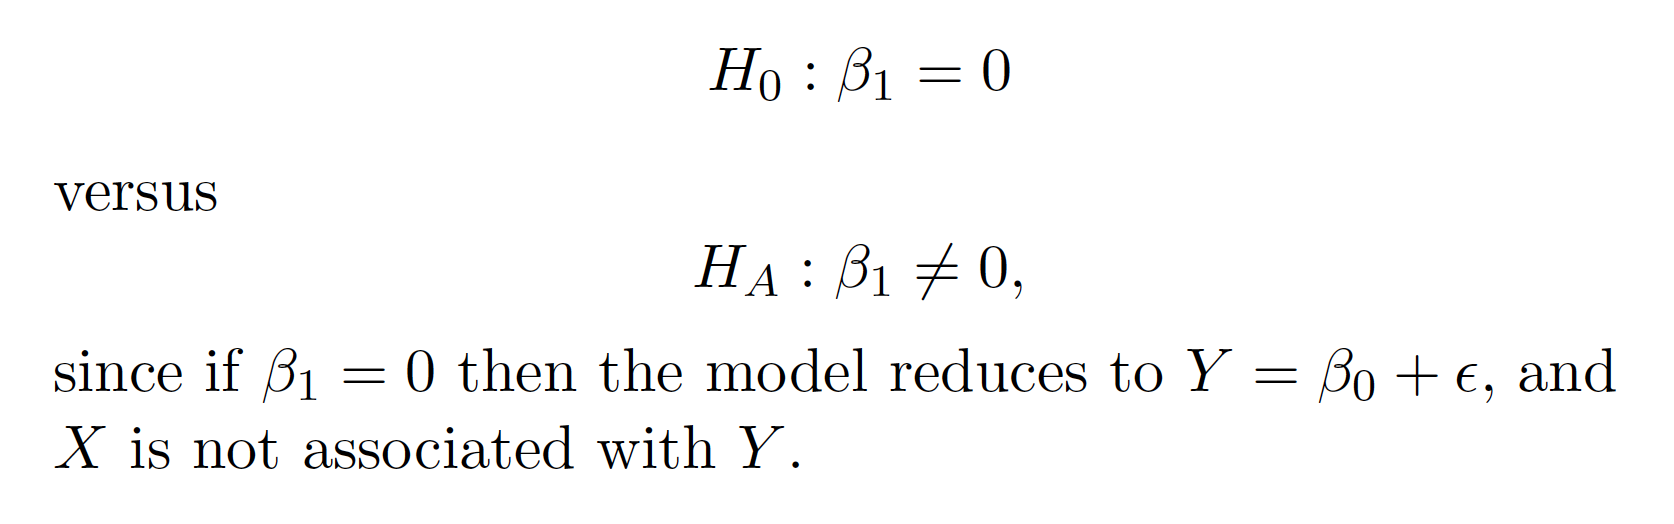 H₀ : β₁ = 0
versus
H_A : β₁ ≠ 0,
since if β₁ = 0 then the model reduces to Y = β₀ + ϵ, and
X is not associated with Y.